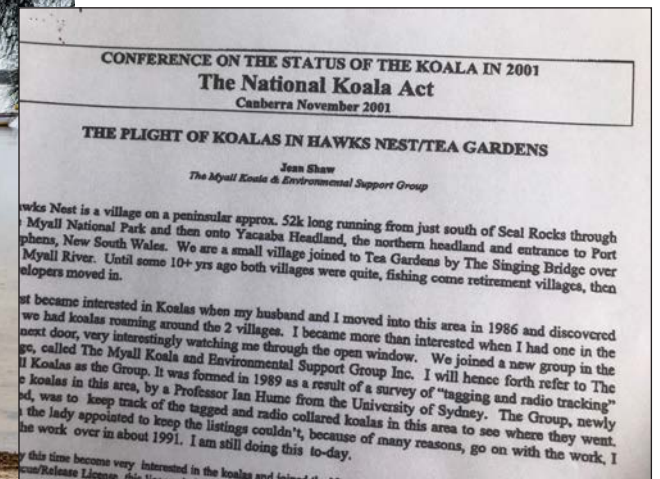 CONFERENCE ON THE STATUS OF THE KOALA IN 2001
The National Koala Act
Canberra November 2001
THE PLIGHT OF KOALAS IN HAWKS NEST/TEA GARDENS
Jean Shaw
The Myall Koala & Environmental Support Group
wks Nest is a village on a peninsular approx. 52k long running from just south of Seal Rocks through
Myall National Park and then onto Yacaaba Headland, the northern headland and entrance to Port
phens, New South Wales. We are a small village joined to Tea Gardens by The Singing Bridge over
Myall River. Until some 10+ yrs ago both villages were quite, fishing come retirement villages, then
elopers moved in.
st became interested in Koalas when my husband and I moved into this area in 1986 and discovered
we had koalas roaming around the 2 villages. I became more than interested when I had one in the
next door, very interestingly watching me through the open window. We joined a new group in the
ge, called The Myall Koala and Environmental Support Group Inc. I will hence forth refer to The
ll Koalas as the Group. It was formed in 1989 as a result of a survey of "tagging and radio tracking"
e koalas in this area, by a Professor Ian Hume from the University of Sydney. The Group, newly
ed, was to keep track of the tagged and radio collared koalas in this area to see where they went.
the lady appointed to keep the listings couldn't, because of many reasons, go on with the work, I
he work over in about 1991. I am still doing this to-day.
y this time become very interested in the koalas and joined the
cue/Release License, this